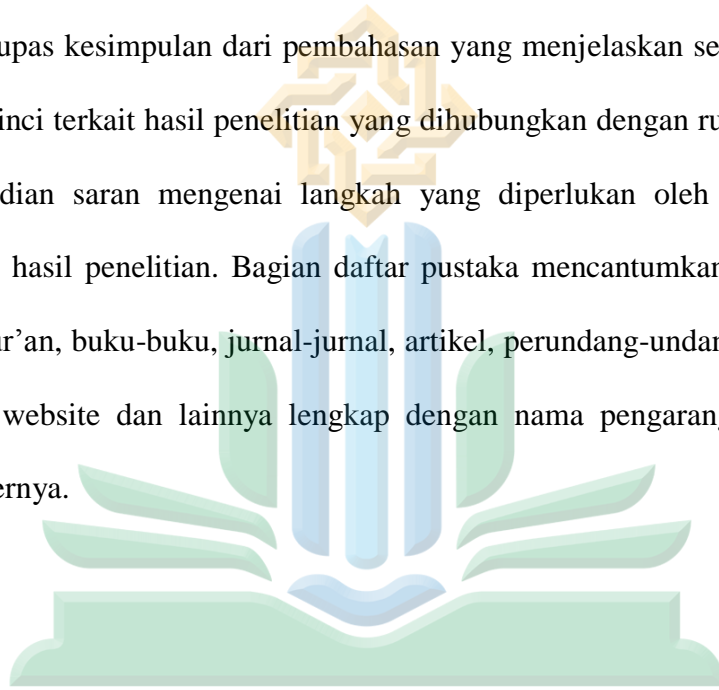 upas kesimpulan dari pembahasan yang menjelaskan se
inci terkait hasil penelitian yang dihubungkan dengan ru
dian saran mengenai langkah yang diperlukan oleh
hasil penelitian. Bagian daftar pustaka mencantumkan
ur’an, buku-buku, jurnal-jurnal, artikel, perundang-undan
website dan lainnya lengkap dengan nama pengarang
ernya.